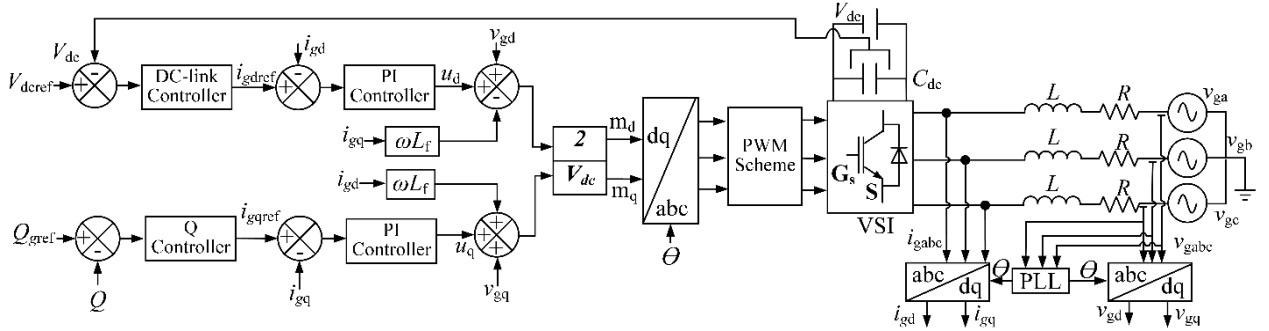 V_dc
V_dc
i_gd
v_gd
V_dcref
+
-
DC-link
Controller
i_gdref
+
-
PI
Controller
u_d
+
+
-
C_dc
i_gq
ωL_f
2
V_dc
m_d
m_q
dq
abc
Θ
PWM
Scheme
G_s
S
VSI
L
R
v_ga
L
R
v_gb
L
R
v_gc
i_gd
ωL_f
Q_gref
+
-
Q
Q
Controller
i_gqref
+
-
i_gq
PI
Controller
u_q
+
+
+
v_gq
i_gabc
v_gabc
abc
dq
Θ
PLL
Θ
abc
dq
i_gd
i_gq
v_gd
v_gq